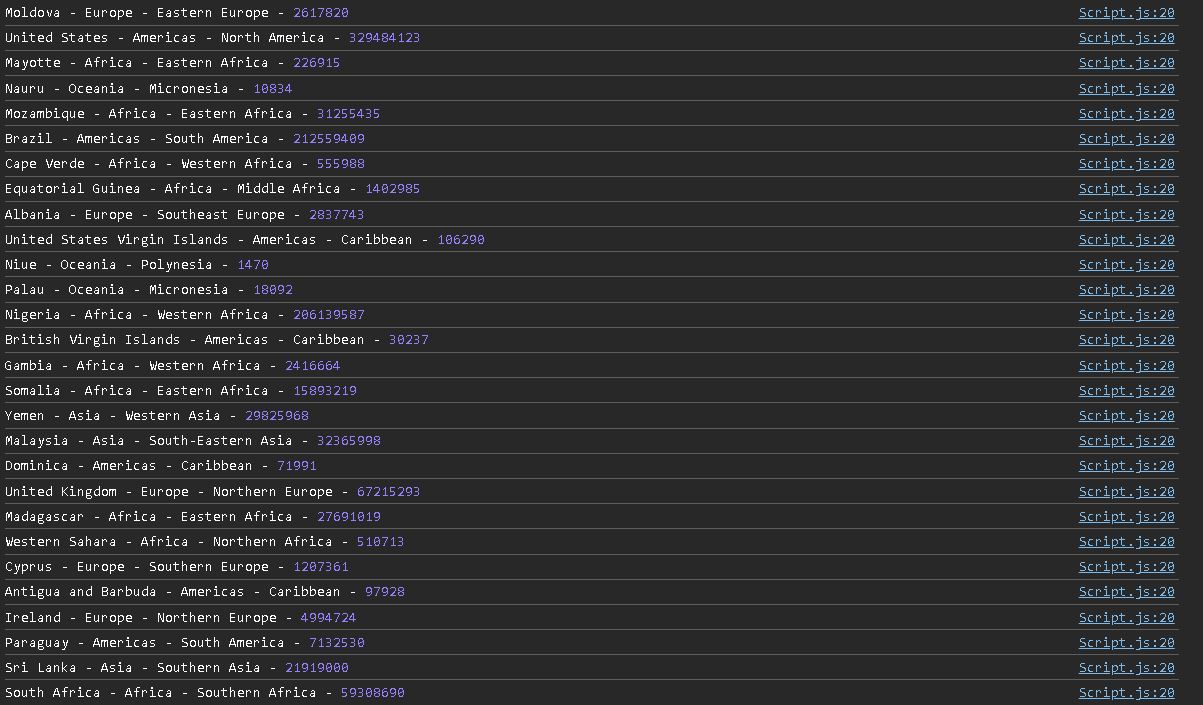 Moldova - Europe - Eastern Europe - 2617820 Script.js:20
United States - Americas - North America - 329484123 Script.js:20
Mayotte - Africa - Eastern Africa - 226915 Script.js:20
Nauru - Oceania - Micronesia - 10834 Script.js:20
Mozambique - Africa - Eastern Africa - 31255435 Script.js:20
Brazil - Americas - South America - 212559409 Script.js:20
Cape Verde - Africa - Western Africa - 555988 Script.js:20
Equatorial Guinea - Africa - Middle Africa - 1402985 Script.js:20
Albania - Europe - Southeast Europe - 2837743 Script.js:20
United States Virgin Islands - Americas - Caribbean - 106290 Script.js:20
Niue - Oceania - Polynesia - 1470 Script.js:20
Palau - Oceania - Micronesia - 18092 Script.js:20
Nigeria - Africa - Western Africa - 206139587 Script.js:20
British Virgin Islands - Americas - Caribbean - 30237 Script.js:20
Gambia - Africa - Western Africa - 2416664 Script.js:20
Somalia - Africa - Eastern Africa - 15893219 Script.js:20
Yemen - Asia - Western Asia - 29825968 Script.js:20
Malaysia - Asia - South-Eastern Asia - 32365998 Script.js:20
Dominica - Americas - Caribbean - 71991 Script.js:20
United Kingdom - Europe - Northern Europe - 67215293 Script.js:20
Madagascar - Africa - Eastern Africa - 27691019 Script.js:20
Western Sahara - Africa - Northern Africa - 510713 Script.js:20
Cyprus - Europe - Southern Europe - 1207361 Script.js:20
Antigua and Barbuda - Americas - Caribbean - 97928 Script.js:20
Ireland - Europe - Northern Europe - 4994724 Script.js:20
Paraguay - Americas - South America - 7132530 Script.js:20
Sri Lanka - Asia - Southern Asia - 21919000 Script.js:20
South Africa - Africa - Southern Africa - 59308690 Script.js:20